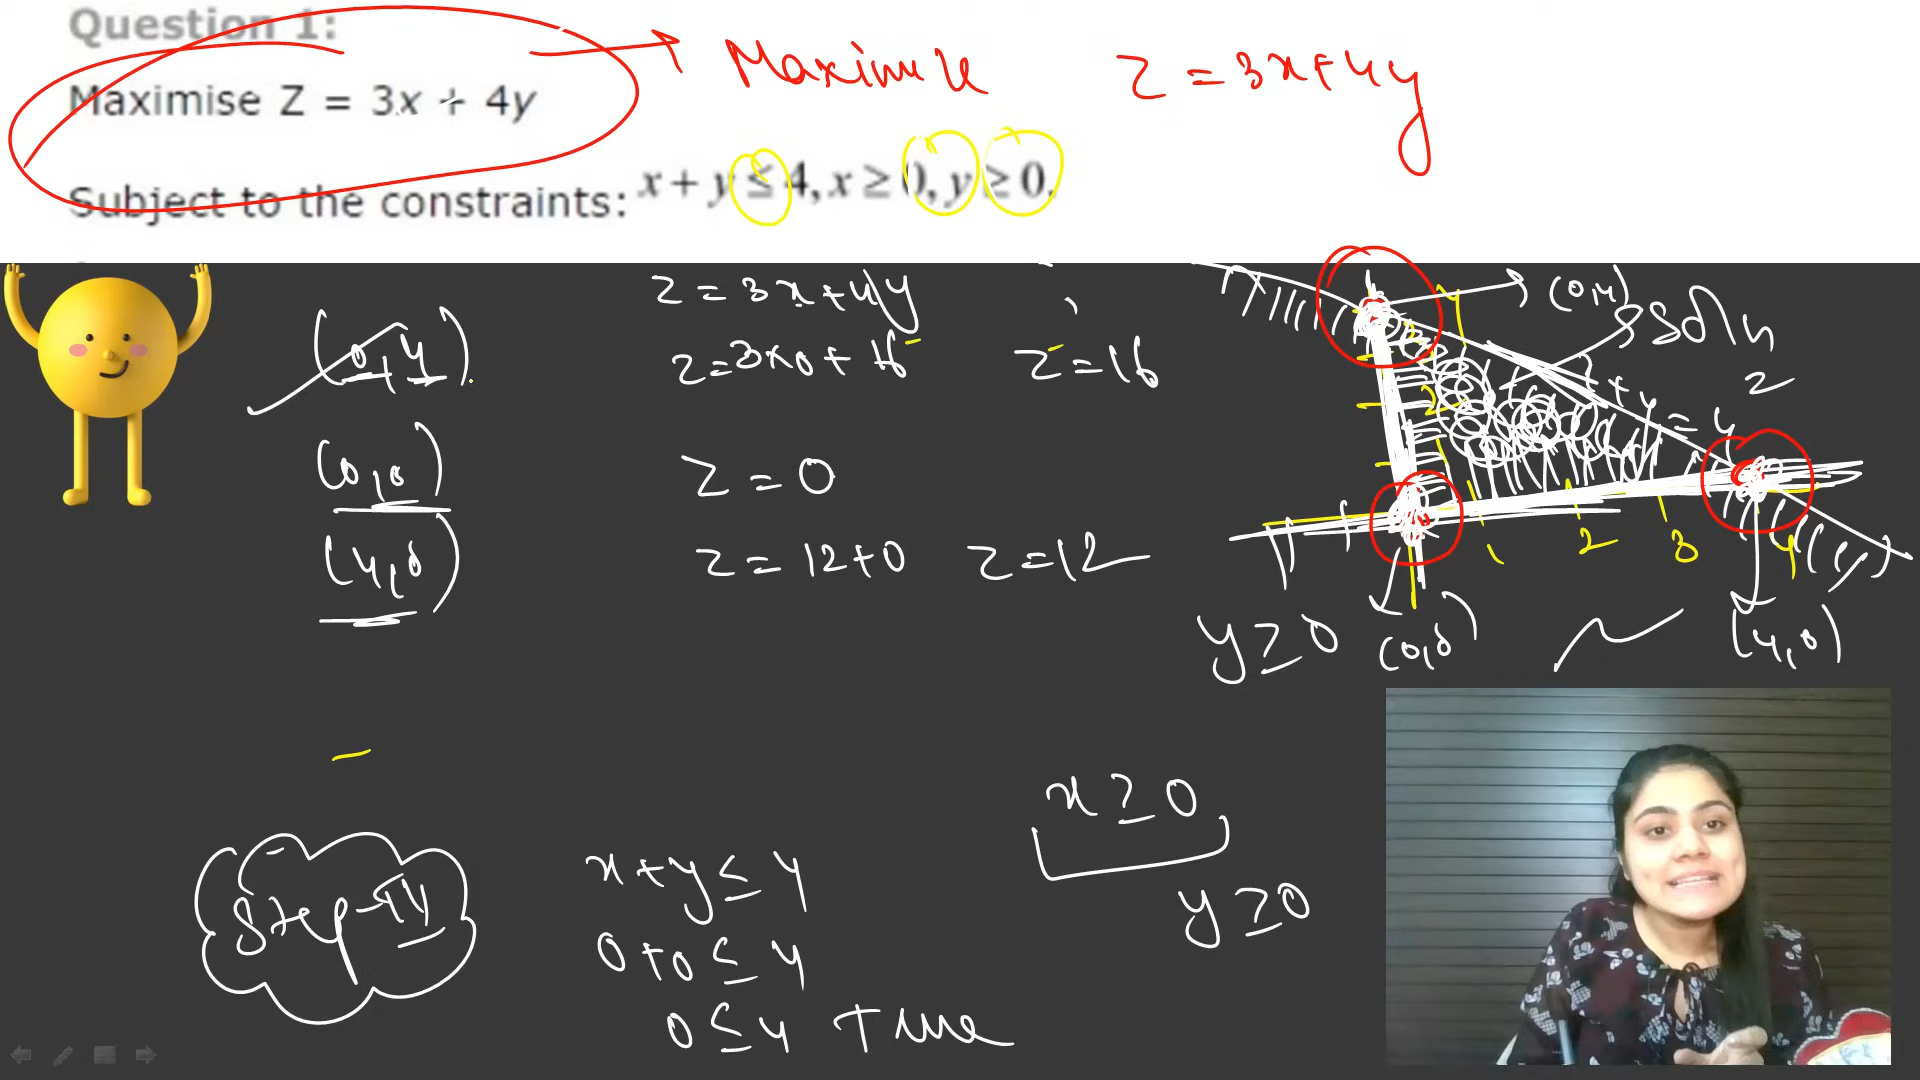 Question 1:
Maximise Z = 3x + 4y
Maximize Z = 3x+4y
Subject to the constraints: x + y ≤ 4, x ≥ 0, y ≥ 0.
Z = 3x+4y
(0,4)
Z=3x0 + 16
Z=16
(0,0)
Z = 0
(4,0)
Z = 12+0
Z=12
(0,4)
Soln
x+y=4
1 2 3 4
y≥0
(0,0)
(4,0)
x ≥ 0
y ≥0
Step-IV
x+y≤4
0+0≤4
0≤4 True